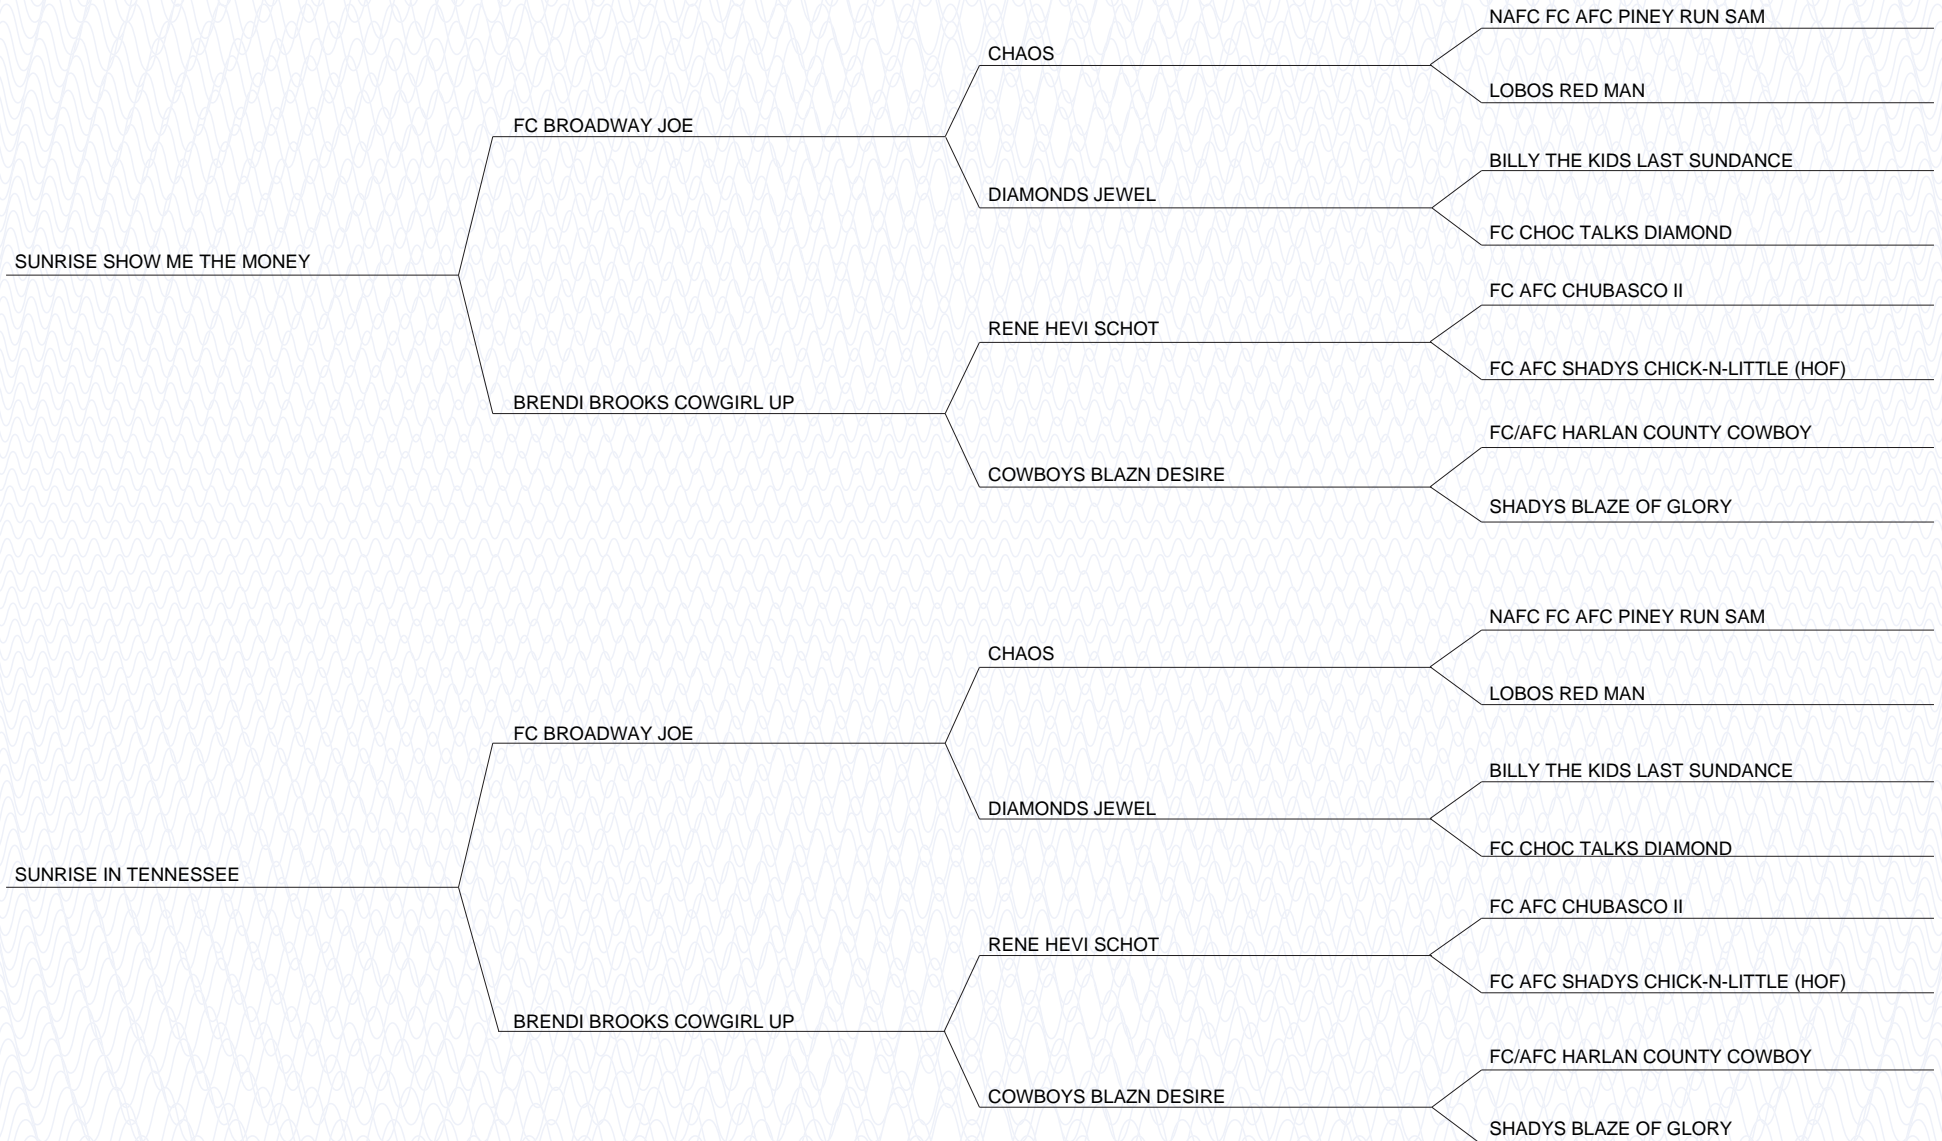 NAFC FC AFC PINEY RUN SAM
CHAOS
LOBOS RED MAN
FC BROADWAY JOE
BILLY THE KIDS LAST SUNDANCE
DIAMONDS JEWEL
FC CHOC TALKS DIAMOND
SUNRISE SHOW ME THE MONEY
FC AFC CHUBASCO II
RENE HEVI SCHOT
FC AFC SHADYS CHICK-N-LITTLE (HOF)
BRENDI BROOKS COWGIRL UP
FC/AFC HARLAN COUNTY COWBOY
COWBOYS BLAZN DESIRE
SHADYS BLAZE OF GLORY
NAFC FC AFC PINEY RUN SAM
CHAOS
LOBOS RED MAN
FC BROADWAY JOE
BILLY THE KIDS LAST SUNDANCE
DIAMONDS JEWEL
FC CHOC TALKS DIAMOND
SUNRISE IN TENNESSEE
FC AFC CHUBASCO II
RENE HEVI SCHOT
FC AFC SHADYS CHICK-N-LITTLE (HOF)
BRENDI BROOKS COWGIRL UP
FC/AFC HARLAN COUNTY COWBOY
COWBOYS BLAZN DESIRE
SHADYS BLAZE OF GLORY